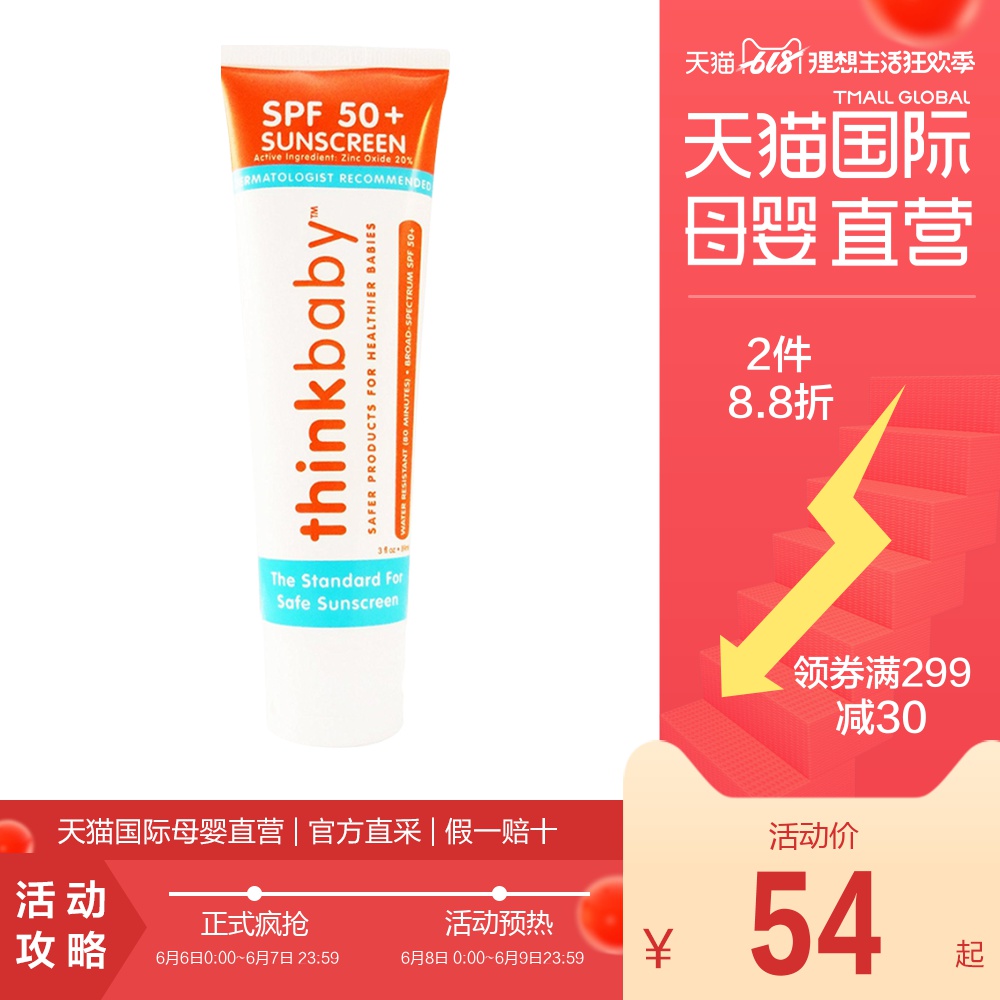 SPF 50+
SUNSCREEN
Active Ingredient: Zinc Oxide 20%
DERMATOLOGIST RECOMMENDED
thinkbaby™
SAFER PRODUCTS FOR HEALTHIER BABIES
WATER RESISTANT (80 MINUTES) • BROAD-SPECTRUM SPF 50+
3 fl oz •
The Standard For
Safe Sunscreen
天猫618理想生活狂欢季
TMALL GLOBAL
天猫国际
母婴直营
2件
8.8折
领券满299
减30
天猫国际母婴直营|官方直采|假一赔十
活动
攻略
正式疯抢
6月6日0:00~6月7日 23:59
活动预热
6月8日 0:00~6月9日23:59
活动价
¥ 54 起